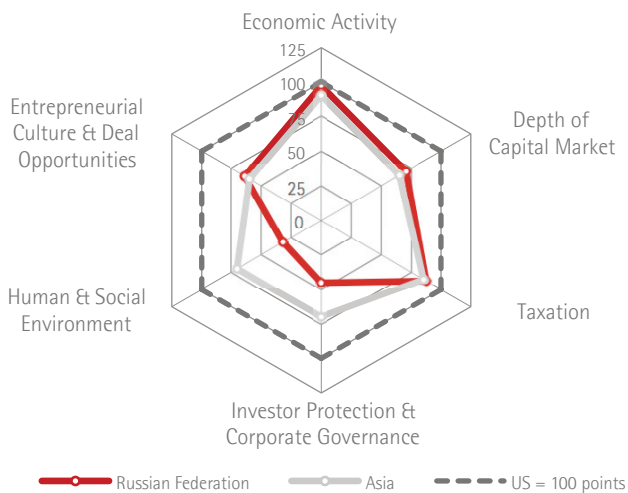 Economic Activity
125
100
75
50
25
0
Entrepreneurial
Culture & Deal
Opportunities
Depth of
Capital Market
Human & Social
Environment
Taxation
Investor Protection &
Corporate Governance
Russian Federation
Asia
US = 100 points